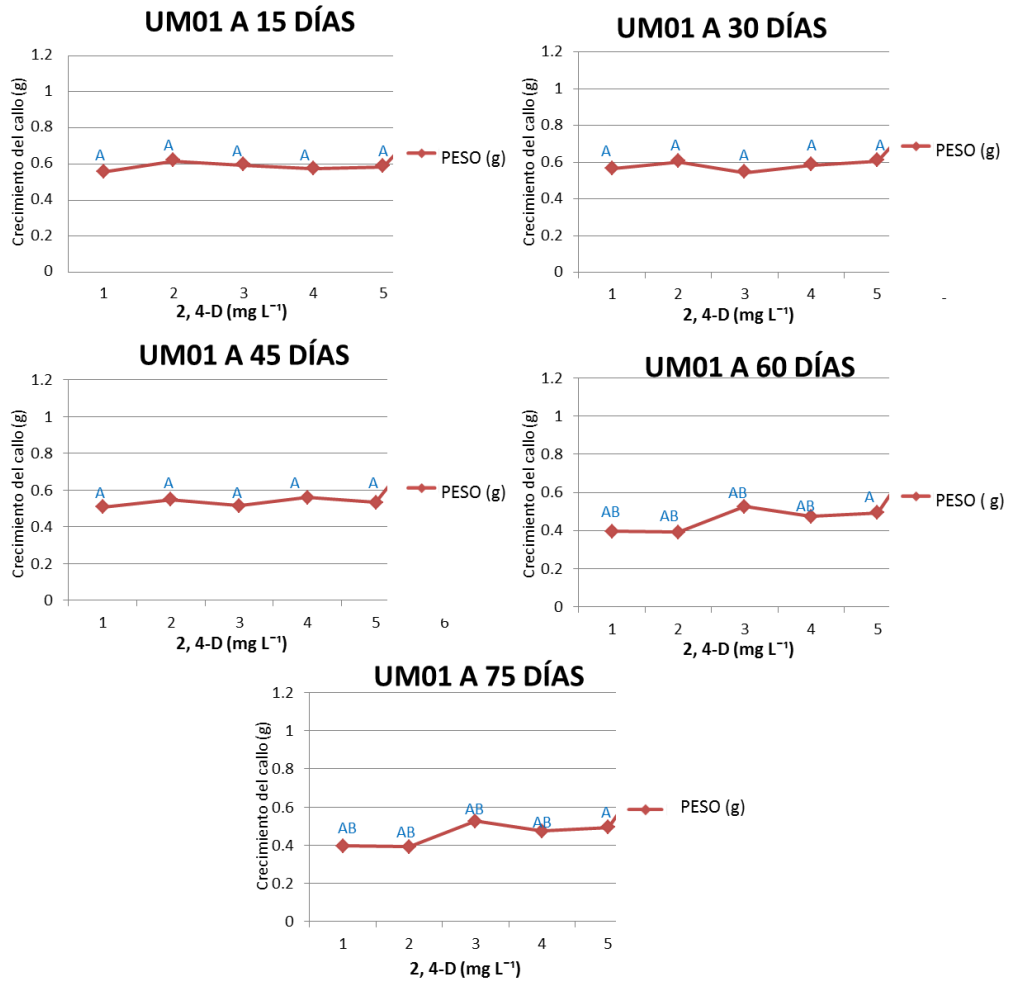 UM01 A 15 DÍAS
Crecimiento del callo (g)
1.2
1
0.8
0.6
0.4
0.2
0
A
A
A
A
A
PESO (g)
1 2 3 4 5
2, 4-D (mg L⁻¹)
UM01 A 30 DÍAS
Crecimiento del callo (g)
1.2
1
0.8
0.6
0.4
0.2
0
A
A
A
A
A
PESO (g)
1 2 3 4 5
2, 4-D (mg L⁻¹)
UM01 A 45 DÍAS
Crecimiento del callo (g)
1.2
1
0.8
0.6
0.4
0.2
0
A
A
A
A
A
PESO (g)
1 2 3 4 5 6
2, 4-D (mg L⁻¹)
UM01 A 60 DÍAS
Crecimiento del callo (g)
1.2
1
0.8
0.6
0.4
0.2
0
AB
AB
AB
AB
A
PESO ( g)
1 2 3 4 5
2, 4-D (mg L⁻¹)
UM01 A 75 DÍAS
Crecimiento del callo (g)
1.2
1
0.8
0.6
0.4
0.2
0
AB
AB
AB
AB
A
PESO (g)
1 2 3 4 5
2, 4-D (mg L⁻¹)